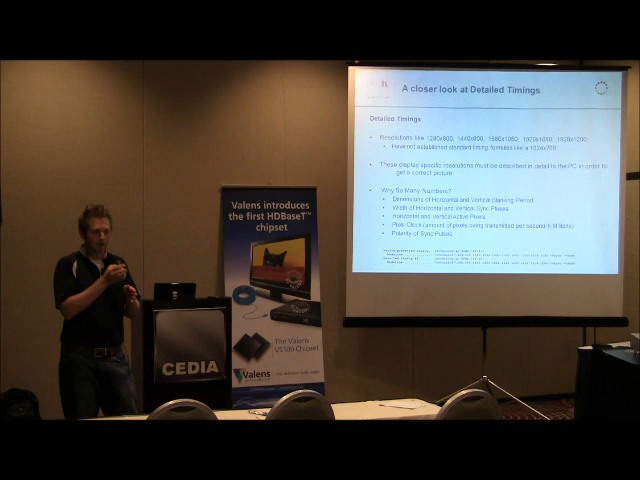 A closer look at Detailed Timings
Detailed Timings
Resolutions like 1280x800, 1440x900, 1680x1050, 1920x1080, 1920x1200
Have not established standard timing formulas like a 1024x768
These display specific resolutions must be described in detail to the PC in order to
get a correct picture
Why So Many Numbers?
Dimensions of Horizontal and Vertical Blanking Period
Width of Horizontal and Vertical Sync Pulses
Horizontal and Vertical Active Pixels
Pixel Clock (amount of pixels being transmitted per second in Millions)
Polarity of Sync Pulses
Valens introduces
the first HDBaseT™
chipset
The Valens
VS100 Chipset
Valens
CEDIA